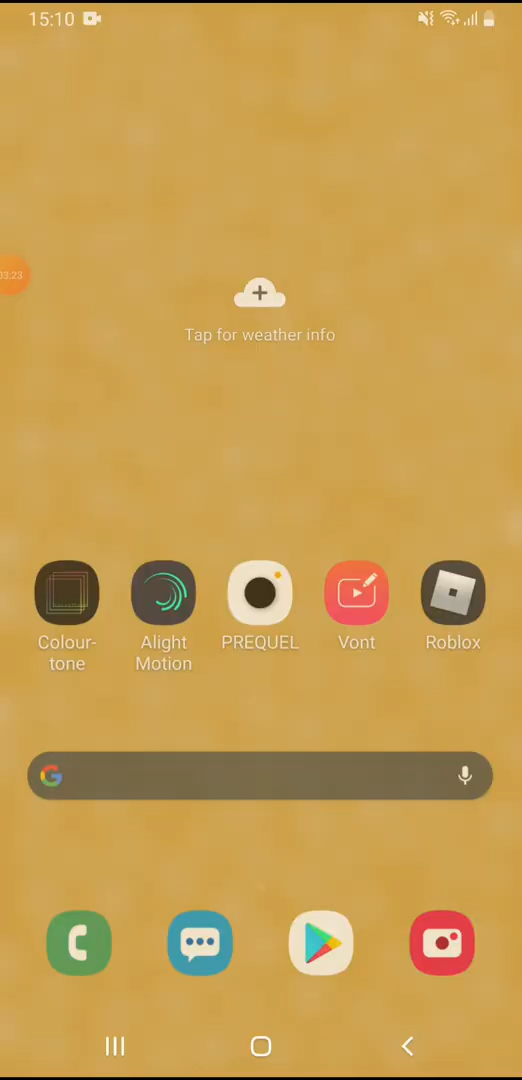 15:10
03:23
Tap for weather info
Colour-
tone
Alight
Motion
PREQUEL
Vont
Roblox
G